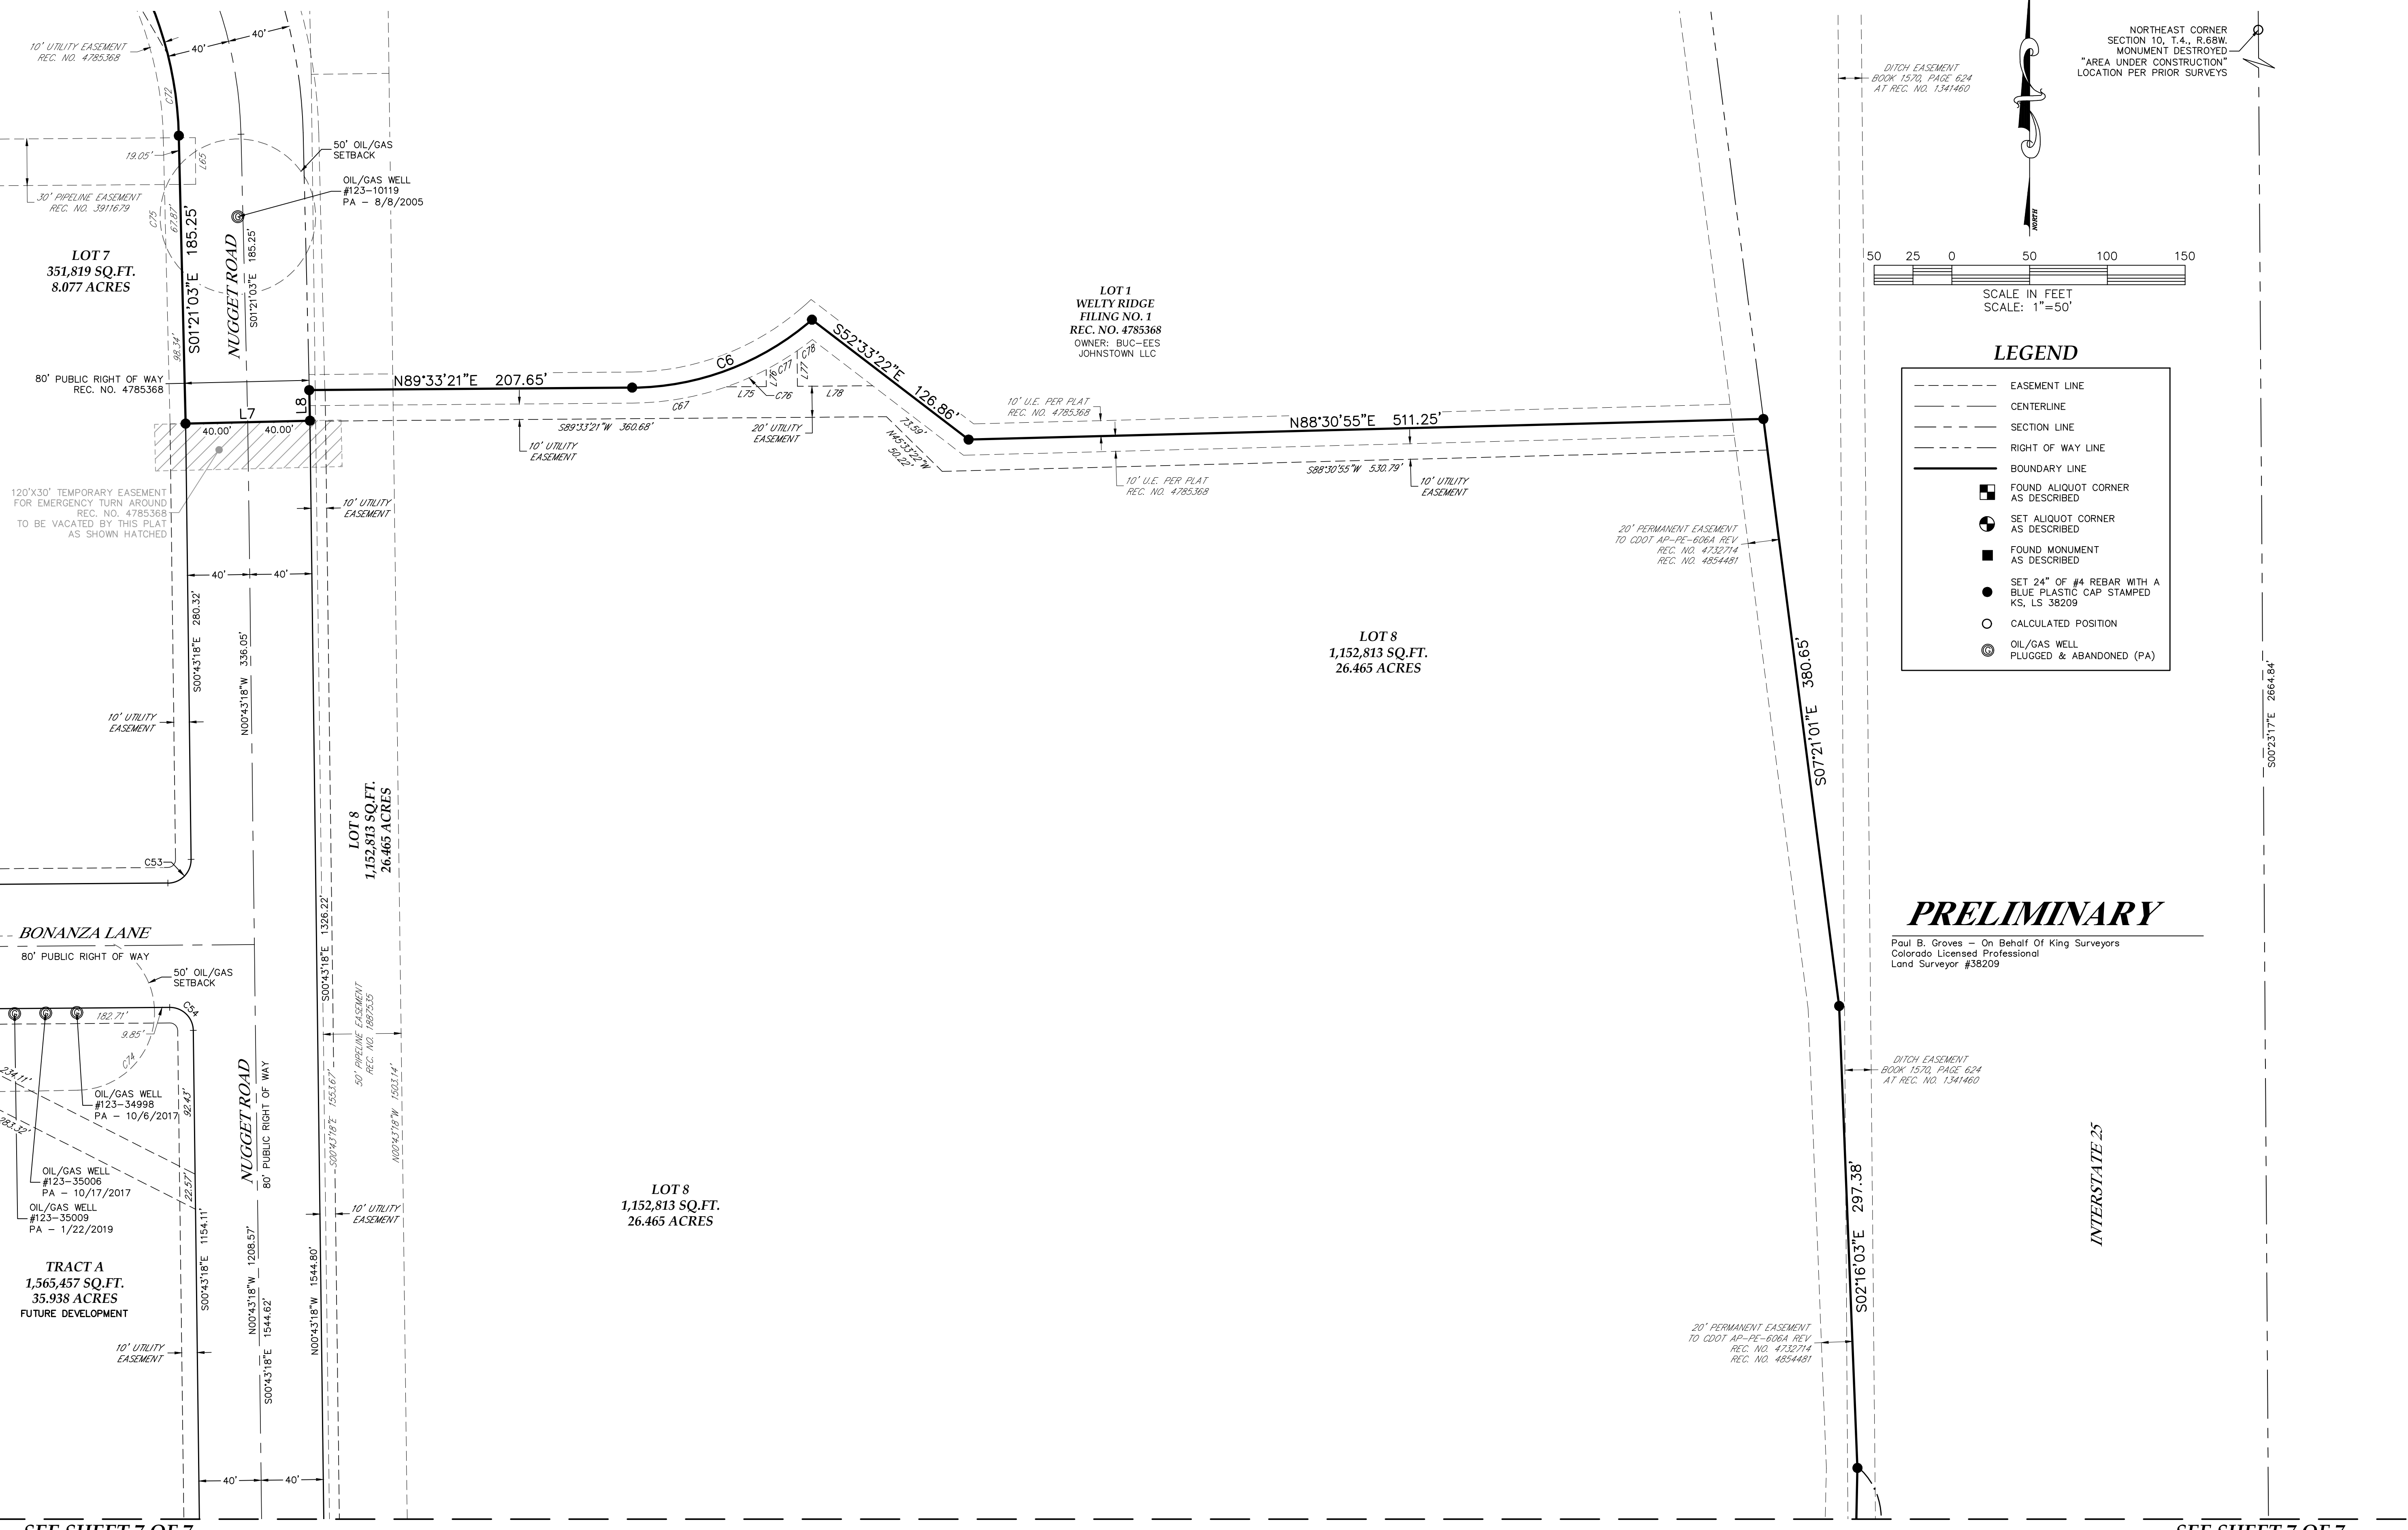 10' UTILITY EASEMENT
REC. NO. 4785368
40'
40'
C72
19.05'
L65
30' PIPELINE EASEMENT
REC. NO. 3911679
C75
67.87'
98.34'
S01°21'03"E 185.25'
NUGGET ROAD
S01°21'03"E 185.25'
50' OIL/GAS
SETBACK
OIL/GAS WELL
#123-10119
PA - 8/8/2005
LOT 7
351,819 SQ.FT.
8.077 ACRES
80' PUBLIC RIGHT OF WAY
REC. NO. 4785368
L7
L8
40.00'
40.00'
120'X30' TEMPORARY EASEMENT
FOR EMERGENCY TURN AROUND
REC. NO. 4785368
TO BE VACATED BY THIS PLAT
AS SHOWN HATCHED
N89°33'21"E 207.65'
C6
C67
L75
L76
C76
C77
L77
C78
L78
S89°33'21"W 360.68'
10' UTILITY
EASEMENT
20' UTILITY
EASEMENT
S52°33'22"E 126.86'
73.59'
N45°33'22"W
50.22'
LOT 1
WELTY RIDGE
FILING NO. 1
REC. NO. 4785368
OWNER: BUC-EES
JOHNSTOWN LLC
10' U.E. PER PLAT
REC. NO. 4785368
N88°30'55"E 511.25'
10' U.E. PER PLAT
REC. NO. 4785368
S88°30'55"W 530.79'
10' UTILITY
EASEMENT
DITCH EASEMENT
BOOK 1570, PAGE 624
AT REC. NO. 1341460
NORTH
NORTHEAST CORNER
SECTION 10, T.4., R.68W.
MONUMENT DESTROYED
"AREA UNDER CONSTRUCTION"
LOCATION PER PRIOR SURVEYS
50 25 0 50 100 150
SCALE IN FEET
SCALE: 1"=50'
LEGEND
EASEMENT LINE
CENTERLINE
SECTION LINE
RIGHT OF WAY LINE
BOUNDARY LINE
FOUND ALIQUOT CORNER
AS DESCRIBED
SET ALIQUOT CORNER
AS DESCRIBED
FOUND MONUMENT
AS DESCRIBED
SET 24" OF #4 REBAR WITH A
BLUE PLASTIC CAP STAMPED
KS, LS 38209
CALCULATED POSITION
OIL/GAS WELL
PLUGGED & ABANDONED (PA)
10' UTILITY
EASEMENT
40'
40'
S00°43'18"E 280.32'
N00°43'18"W 336.05'
10' UTILITY
EASEMENT
C53
LOT 8
1,152,813 SQ.FT.
26.465 ACRES
20' PERMANENT EASEMENT
TO CDOT AP-PE-606A REV
REC. NO. 4732714
REC. NO. 4854481
LOT 8
1,152,813 SQ.FT.
26.465 ACRES
S07°21'01"E 380.65'
S00°23'17"E 2664.84'
PRELIMINARY
Paul B. Groves - On Behalf Of King Surveyors
Colorado Licensed Professional
Land Surveyor #38209
BONANZA LANE
80' PUBLIC RIGHT OF WAY
50' OIL/GAS
SETBACK
C54
182.71'
9.85'
C74
234.11'
283.32'
92.43'
22.57'
OIL/GAS WELL
#123-34998
PA - 10/6/2017
OIL/GAS WELL
#123-35006
PA - 10/17/2017
OIL/GAS WELL
#123-35009
PA - 1/22/2019
TRACT A
1,565,457 SQ.FT.
35.938 ACRES
FUTURE DEVELOPMENT
10' UTILITY
EASEMENT
S00°43'18"E 1154.11'
NUGGET ROAD
80' PUBLIC RIGHT OF WAY
N00°43'18"W 1208.57'
S00°43'18"E 1544.62'
S00°43'18"E 1326.22'
N00°43'18"W 1544.80'
50' PIPELINE EASEMENT
REC. NO. 1887535
S00°43'18"E 1553.67'
N00°43'18"W 1503.14'
10' UTILITY
EASEMENT
40'
40'
LOT 8
1,152,813 SQ.FT.
26.465 ACRES
DITCH EASEMENT
BOOK 1570, PAGE 624
AT REC. NO. 1341460
INTERSTATE 25
S02°16'03"E 297.38'
20' PERMANENT EASEMENT
TO CDOT AP-PE-606A REV
REC. NO. 4732714
REC. NO. 4854481
SEE SHEET 7 OF 7
SEE SHEET 7 OF 7